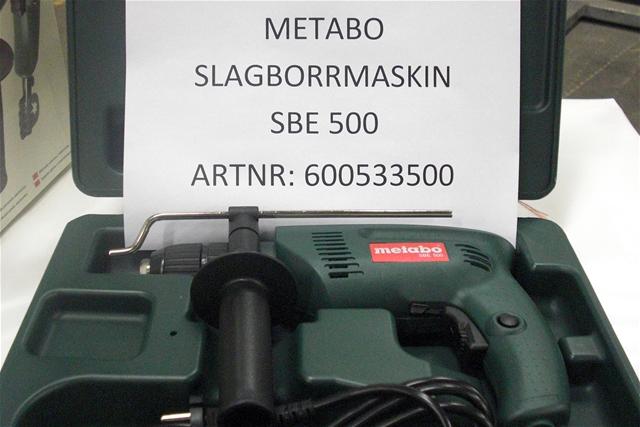 METABO
SLAGBORRMASKIN
SBE 500
ARTNR: 600533500
metabo
SBE 500